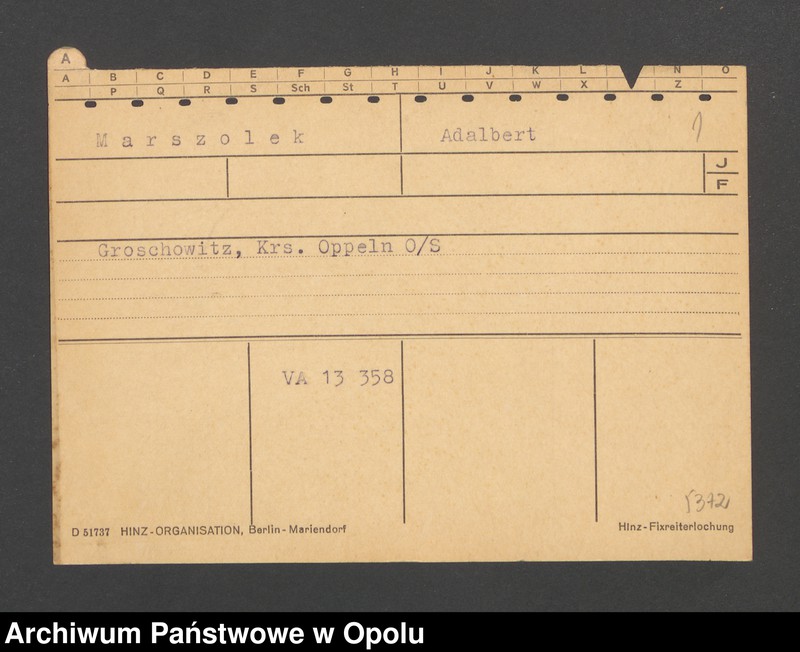 A
A B C D E F G H I J K L N O
P Q R S Sch St T U V W X Z
Marszolek Adalbert
J
F
Groschowitz, Krs. Oppeln O/S
VA 13 358
D 51737 HINZ-ORGANISATION, Berlin-Mariendorf Hinz-Fixreiterlochung
Archiwum Państwowe w Opolu